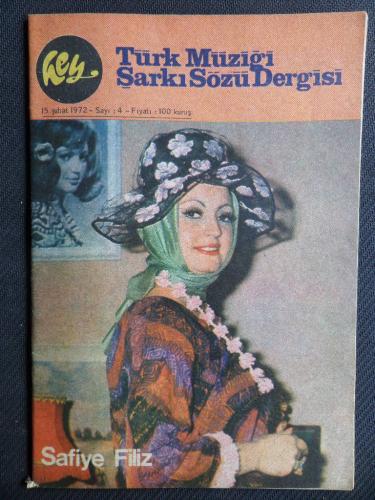 hey
Türk Müziği
Şarkı Sözü Dergisi
15. şubat 1972 - Sayı : 4 - Fiyatı : 100 kuruş
Safiye Filiz